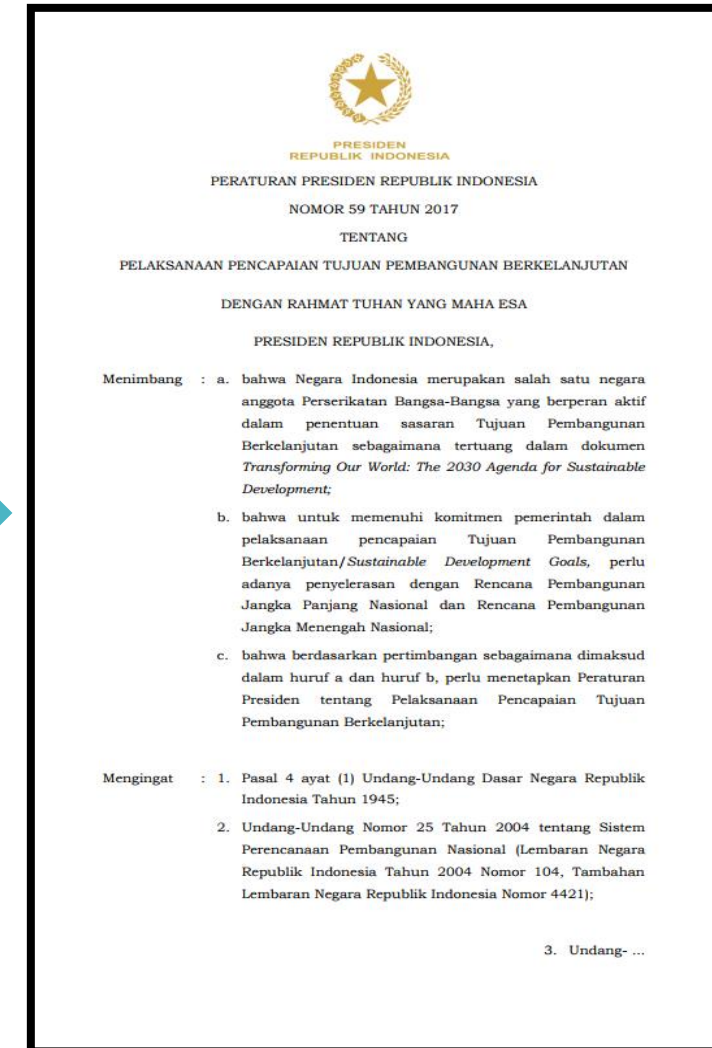 PRESIDEN
REPUBLIK INDONESIA
PERATURAN PRESIDEN REPUBLIK INDONESIA
NOMOR 59 TAHUN 2017
TENTANG
PELAKSANAAN PENCAPAIAN TUJUAN PEMBANGUNAN BERKELANJUTAN
DENGAN RAHMAT TUHAN YANG MAHA ESA
PRESIDEN REPUBLIK INDONESIA,
Menimbang : a. bahwa Negara Indonesia merupakan salah satu negara
anggota Perserikatan Bangsa-Bangsa yang berperan aktif
dalam penentuan sasaran Tujuan Pembangunan
Berkelanjutan sebagaimana tertuang dalam dokumen
Transforming Our World: The 2030 Agenda for Sustainable
Development;
b. bahwa untuk memenuhi komitmen pemerintah dalam
pelaksanaan pencapaian Tujuan Pembangunan
Berkelanjutan/Sustainable Development Goals, perlu
adanya penyelerasan dengan Rencana Pembangunan
Jangka Panjang Nasional dan Rencana Pembangunan
Jangka Menengah Nasional;
c. bahwa berdasarkan pertimbangan sebagaimana dimaksud
dalam huruf a dan huruf b, perlu menetapkan Peraturan
Presiden tentang Pelaksanaan Pencapaian Tujuan
Pembangunan Berkelanjutan;
Mengingat : 1. Pasal 4 ayat (1) Undang-Undang Dasar Negara Republik
Indonesia Tahun 1945;
2. Undang-Undang Nomor 25 Tahun 2004 tentang Sistem
Perencanaan Pembangunan Nasional (Lembaran Negara
Republik Indonesia Tahun 2004 Nomor 104, Tambahan
Lembaran Negara Republik Indonesia Nomor 4421);
3. Undang- ...